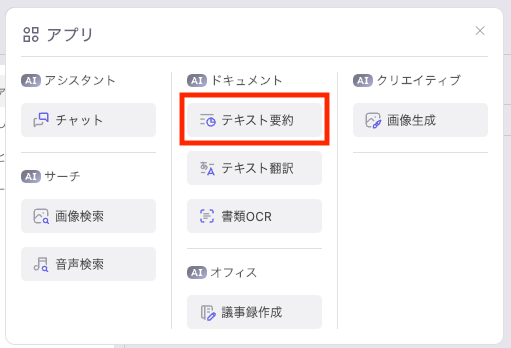 アプリ
AI アシスタント
チャット
AI サーチ
画像検索
音声検索
AI ドキュメント
テキスト要約
テキスト翻訳
書類OCR
AI オフィス
議事録作成
AI クリエイティブ
画像生成